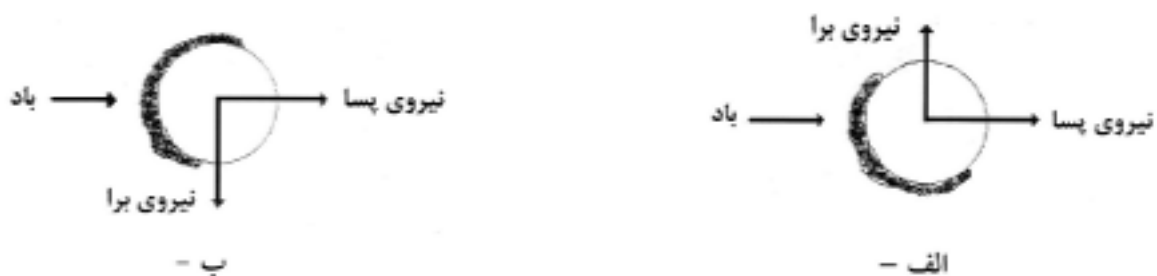 نیروی برا
باد
نیروی پسا
الف -
باد
نیروی پسا
نیروی برا
ب -